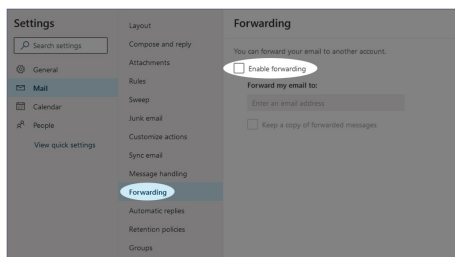 Settings
Search settings
General
Mail
Calendar
People
View quick settings
Layout
Compose and reply
Attachments
Rules
Sweep
Junk email
Customize actions
Sync email
Message handling
Forwarding
Automatic replies
Retention policies
Groups
Forwarding
You can forward your email to another account.
Enable forwarding
Forward my email to:
Enter an email address
Keep a copy of forwarded messages